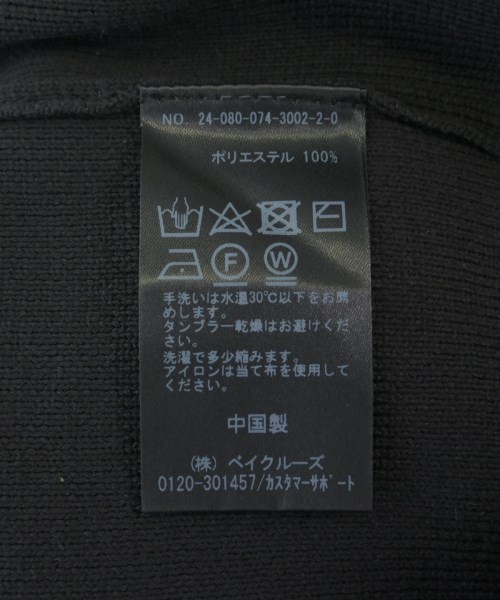 NO. 24-080-074-3002-2-0
ポリエステル 100%
F W
手洗いは水温30℃以下をお薦
めします。
タンブラー乾燥はお避けくだ
さい。
洗濯で多少縮みます。
アイロンは当て布を使用して
ください。
中国製
(株) ベイクルーズ
0120-301457/カスタマーサポート